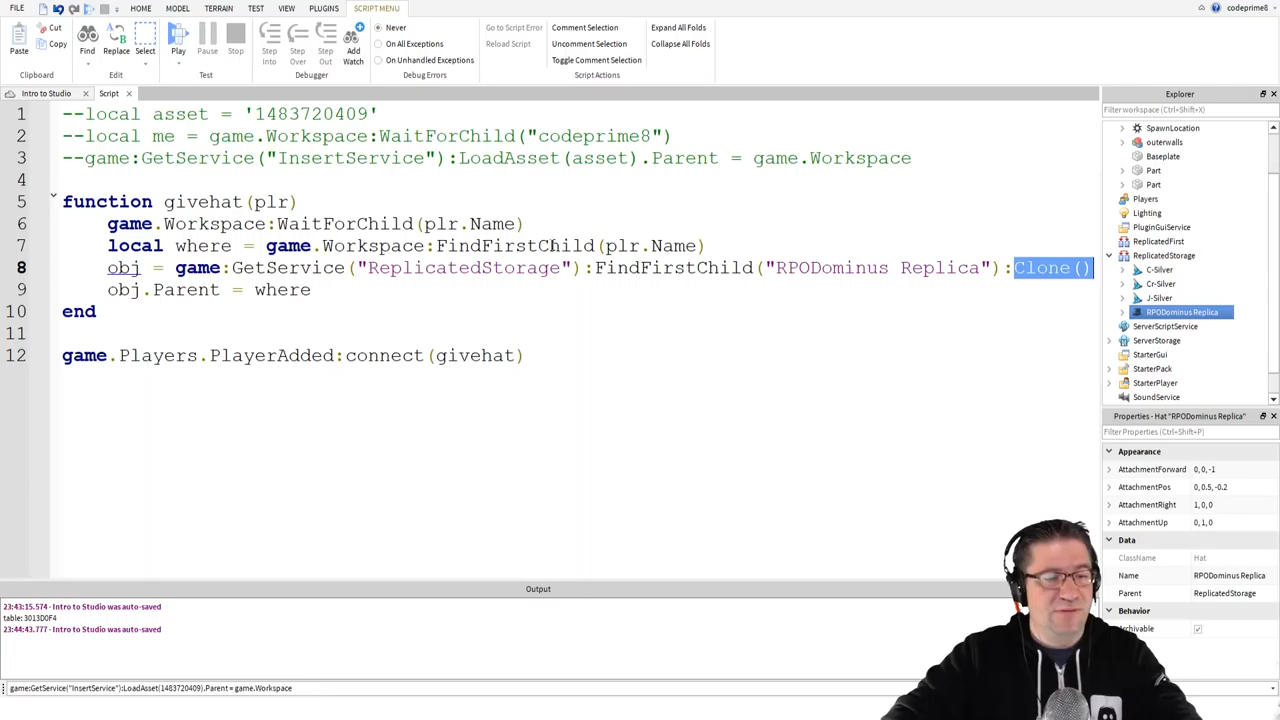 FILE HOME MODEL TERRAIN TEST VIEW PLUGINS SCRIPT MENU codeprime8
Paste Cut Copy Clipboard
Find Replace Select Edit
Play Pause Stop Test
Step Into Step Over Step Out Add Watch Debugger
Never
On All Exceptions
On Unhandled Exceptions
Debug Errors
Go to Script Error
Reload Script
Comment Selection
Uncomment Selection
Toggle Comment Selection
Expand All Folds
Collapse All Folds
Script Actions
Intro to Studio Script
1 --local asset = '1483720409'
2 --local me = game.Workspace:WaitForChild("codeprime8")
3 --game:GetService("InsertService"):LoadAsset(asset).Parent = game.Workspace
4
5 function givehat(plr)
6 game.Workspace:WaitForChild(plr.Name)
7 local where = game.Workspace:FindFirstChild(plr.Name)
8 obj = game:GetService("ReplicatedStorage"):FindFirstChild("RPODominus Replica"):Clone()
9 obj.Parent = where
10 end
11
12 game.Players.PlayerAdded:connect(givehat)
Explorer
Filter workspace (Ctrl+Shift+X)
SpawnLocation
outerwalls
Baseplate
Part
Part
Players
Lighting
PluginGuiService
ReplicatedFirst
ReplicatedStorage
C-Silver
Cr-Silver
J-Silver
RPODominus Replica
ServerScriptService
ServerStorage
StarterGui
StarterPack
StarterPlayer
SoundService
Properties - Hat "RPODominus Replica"
Filter Properties (Ctrl+Shift+P)
Appearance
AttachmentForward 0, 0, -1
AttachmentPos 0, 0.5, -0.2
AttachmentRight 1, 0, 0
AttachmentUp 0, 1, 0
Data
ClassName Hat
Name RPODominus Replica
Parent ReplicatedStorage
Behavior
Output
23:43:15.574 - Intro to Studio was auto-saved
table: 3013D0F4
23:44:43.777 - Intro to Studio was auto-saved
game:GetService("InsertService"):LoadAsset(1483720409).Parent = game.Workspace